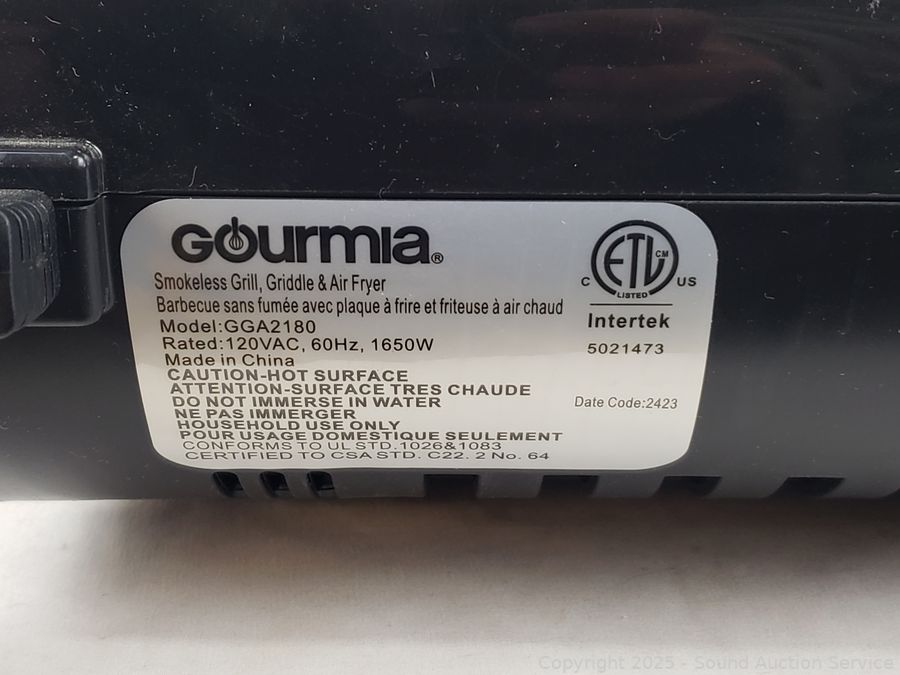 Gourmia®
Smokeless Grill, Griddle & Air Fryer
Barbecue sans fumée avec plaque à frire et friteuse à air chaud
Model:GGA2180
Rated:120VAC, 60Hz, 1650W
Made in China
CAUTION-HOT SURFACE
ATTENTION-SURFACE TRES CHAUDE
DO NOT IMMERSE IN WATER
NE PAS IMMERGER
HOUSEHOLD USE ONLY
POUR USAGE DOMESTIQUE SEULEMENT
CONFORMS TO UL STD.1026&1083
CERTIFIED TO CSA STD. C22. 2 No. 64
ETL CM
C US
LISTED
Intertek
5021473
Date Code:2423
Copyright 2025 - Sound Auction Service